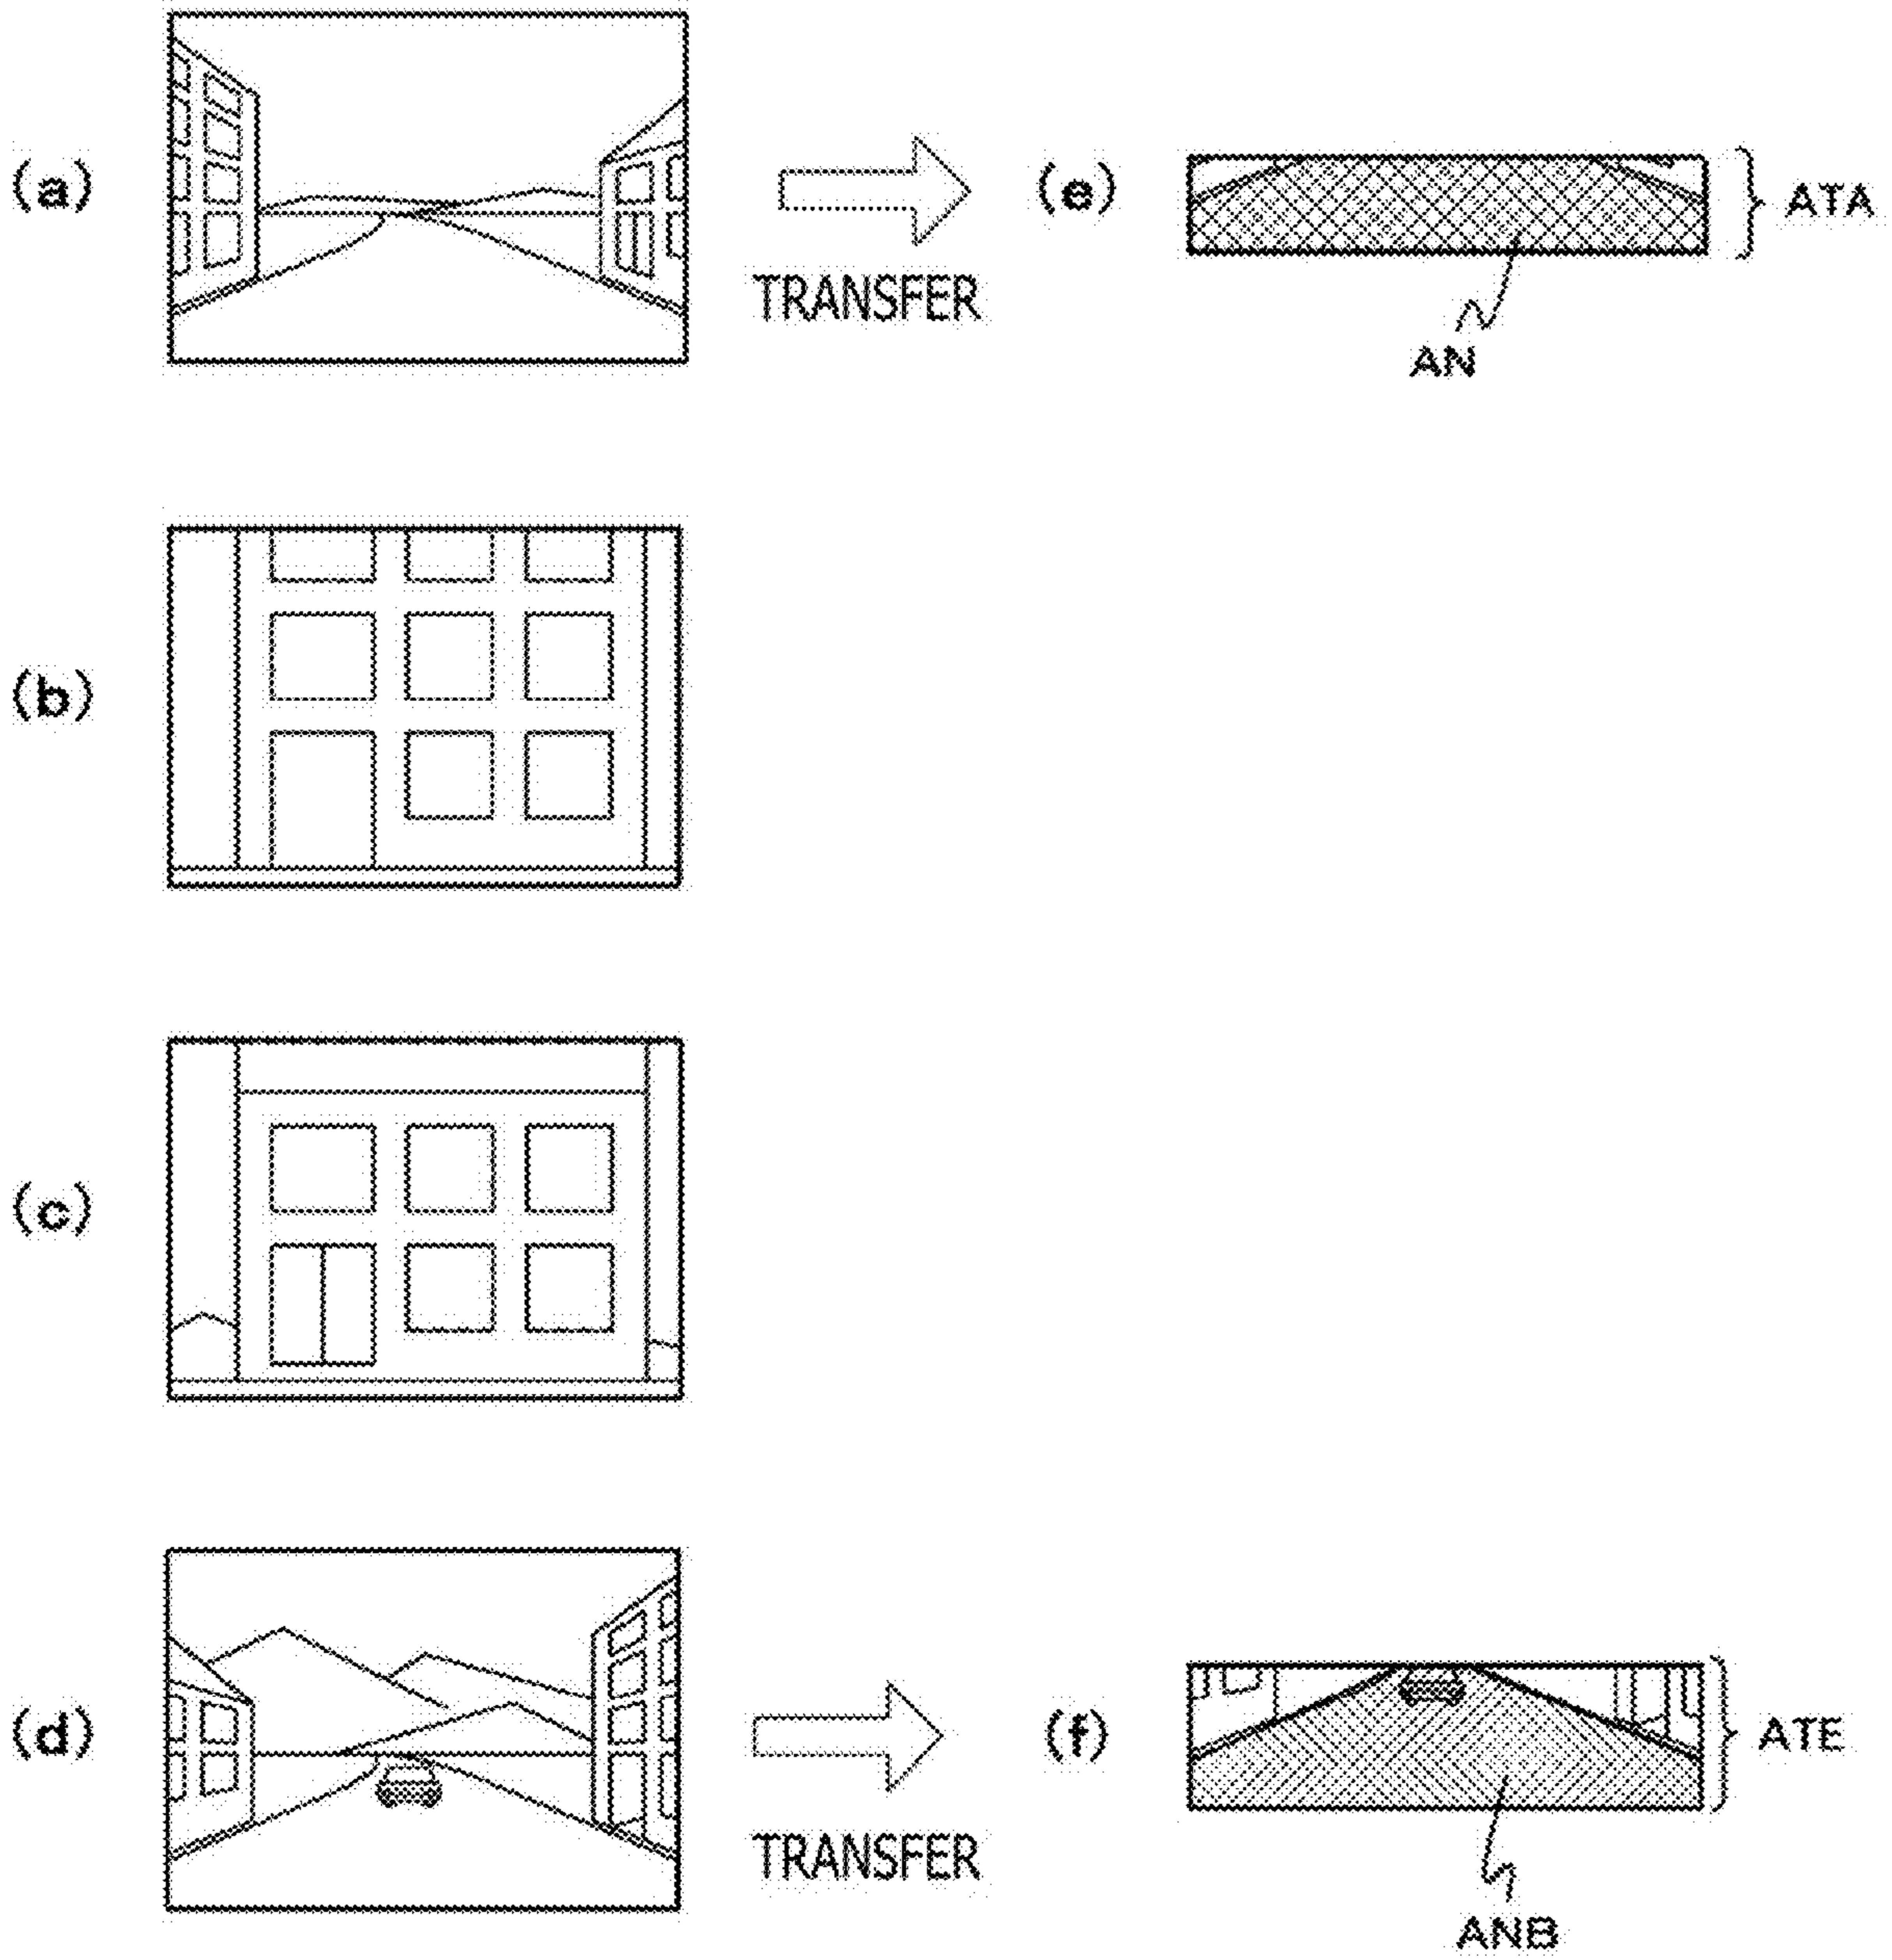 (a)
TRANSFER
(e)
ATA
AN
(b)
(c)
(d)
TRANSFER
(f)
ATE
ANB